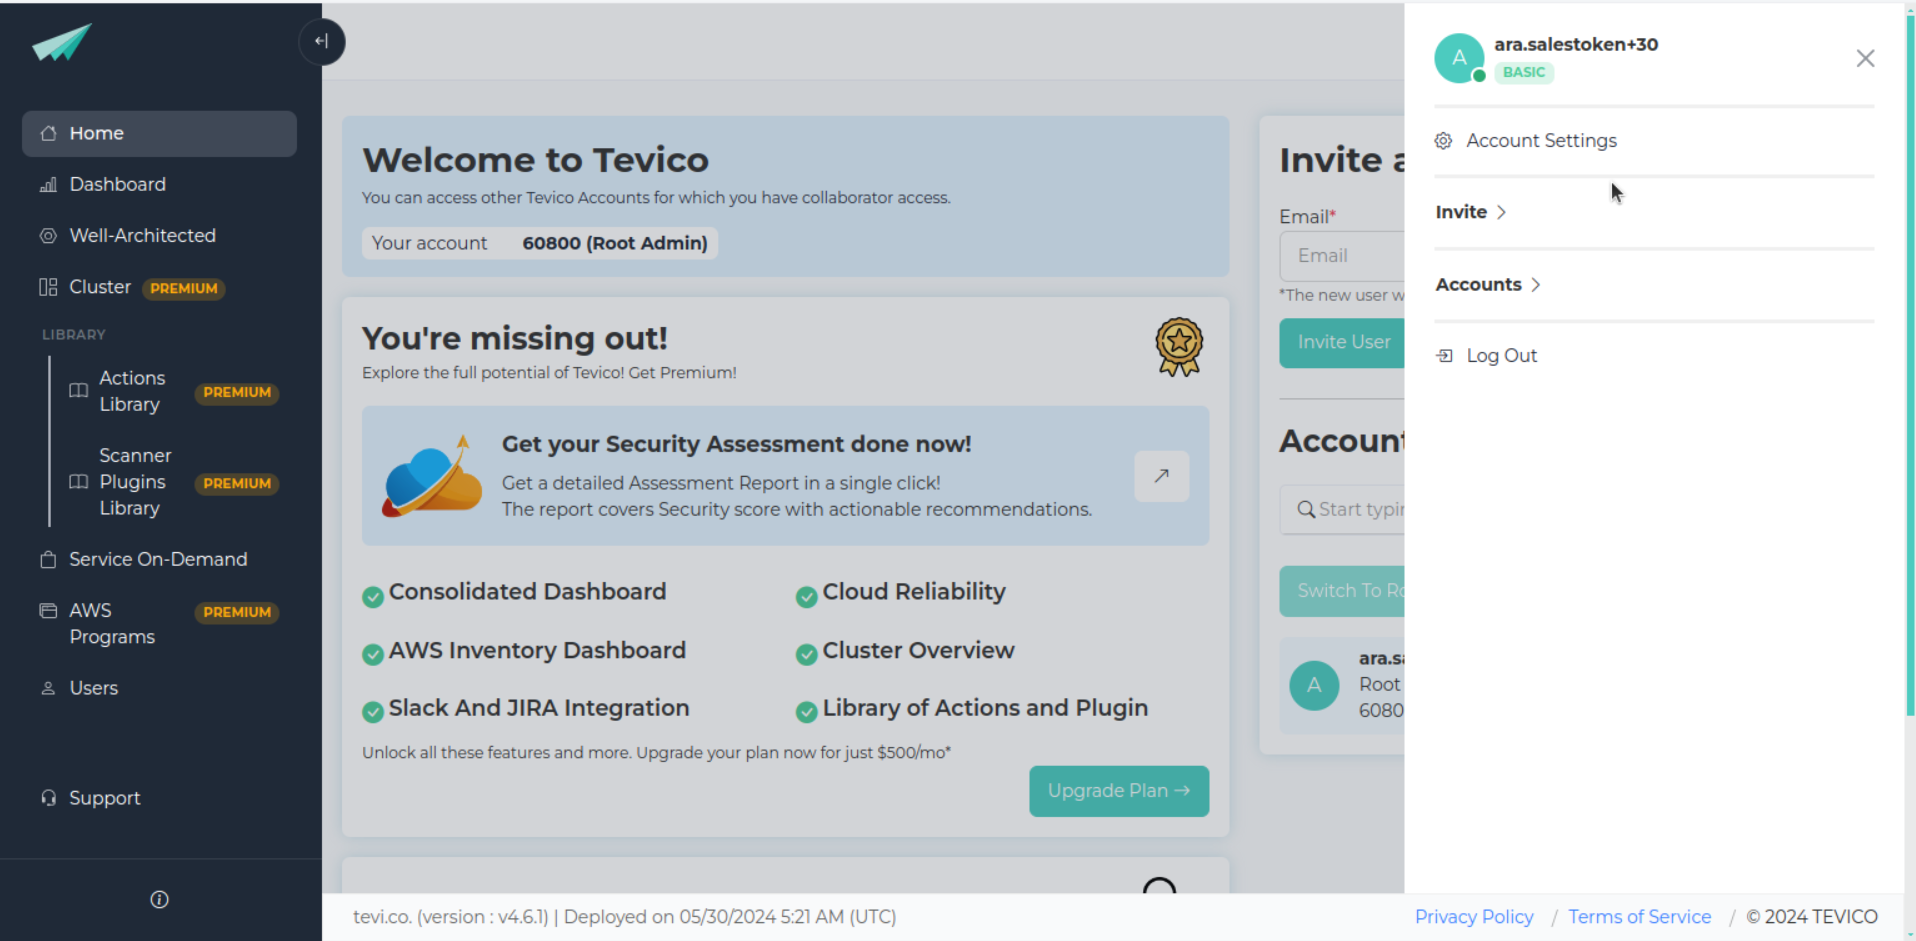 Home
Dashboard
Well-Architected
Cluster PREMIUM
LIBRARY
Actions
Library PREMIUM
Scanner
Plugins
Library PREMIUM
Service On-Demand
AWS
Programs PREMIUM
Users
Support
Welcome to Tevico
You can access other Tevico Accounts for which you have collaborator access.
Your account 60800 (Root Admin)
You're missing out!
Explore the full potential of Tevico! Get Premium!
Get your Security Assessment done now!
Get a detailed Assessment Report in a single click!
The report covers Security score with actionable recommendations.
Consolidated Dashboard
Cloud Reliability
AWS Inventory Dashboard
Cluster Overview
Slack And JIRA Integration
Library of Actions and Plugin
Unlock all these features and more. Upgrade your plan now for just $500/mo*
Upgrade Plan →
Invite a
Email*
Email
*The new user w
Invite User
Account
Start typin
Switch To Ro
A
ara.sa
Root
6080
A
ara.salestoken+30
BASIC
Account Settings
Invite
Accounts
Log Out
tevi.co. (version : v4.6.1) | Deployed on 05/30/2024 5:21 AM (UTC)
Privacy Policy / Terms of Service / © 2024 TEVICO